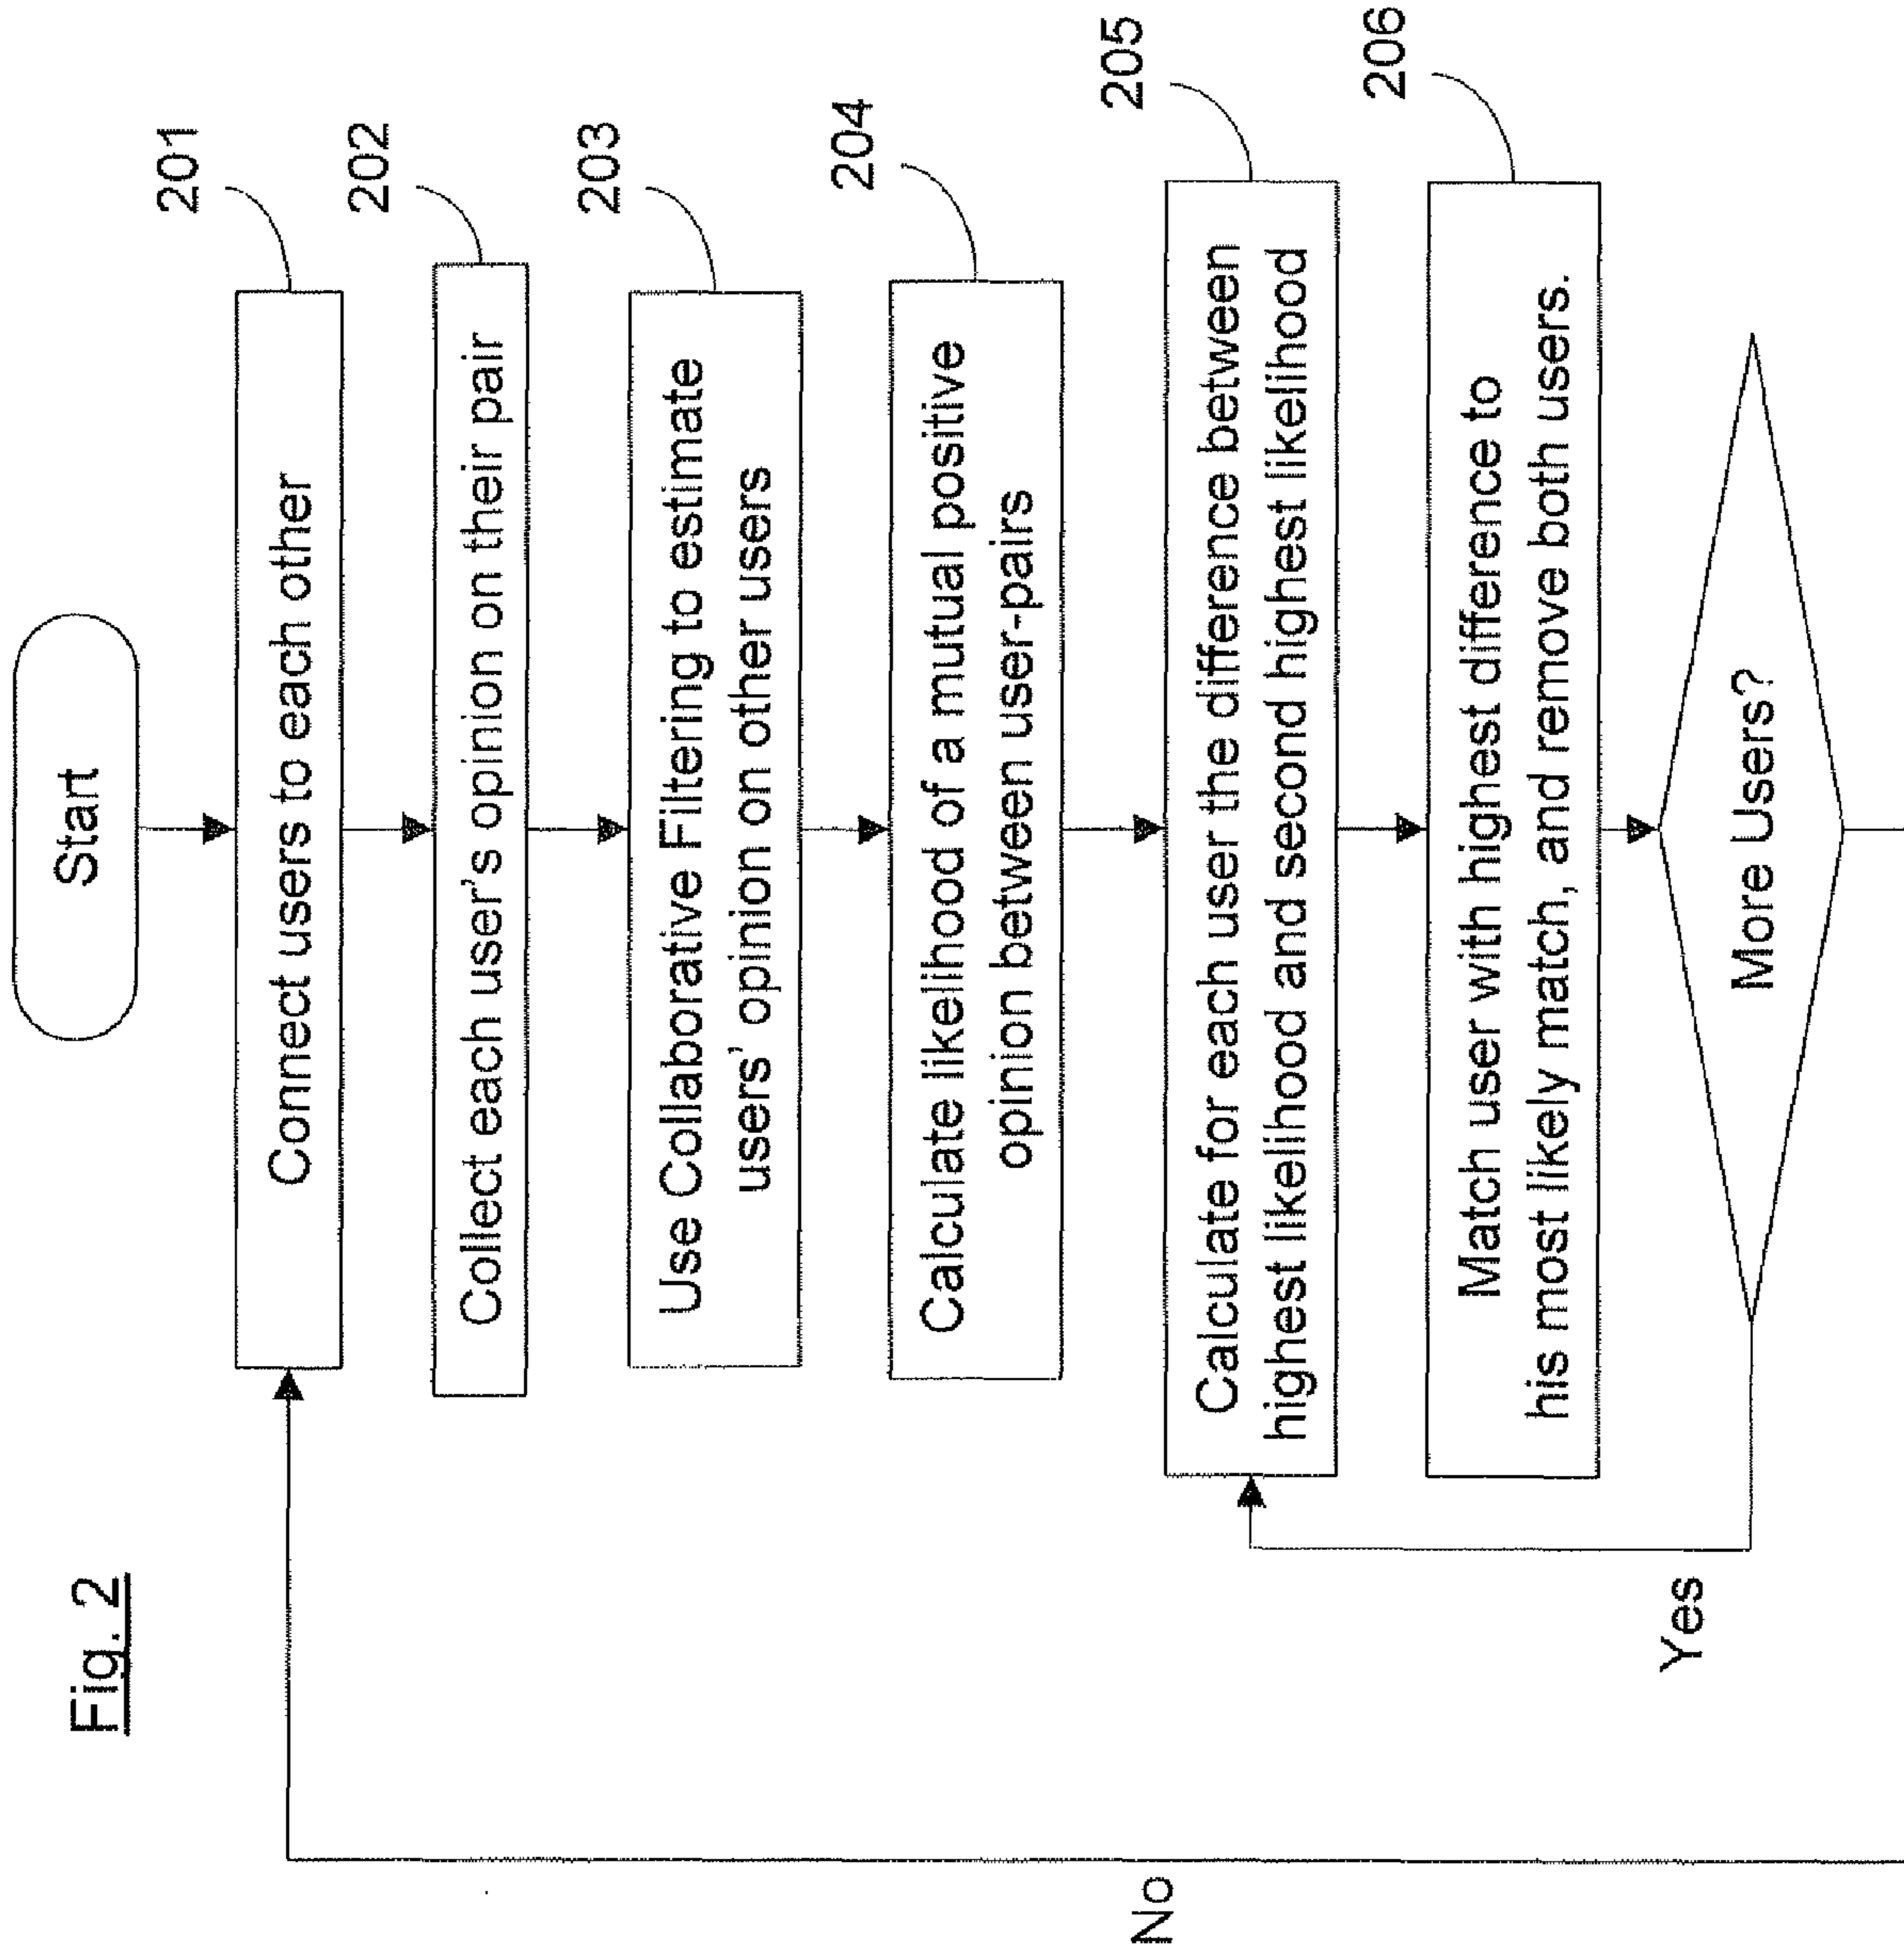 Fig. 2
Start
201
Connect users to each other
202
Collect each user's opinion on their pair
203
Use Collaborative Filtering to estimate
users' opinion on other users
204
Calculate likelihood of a mutual positive
opinion between user-pairs
205
Calculate for each user the difference between
highest likelihood and second highest likelihood
206
Match user with highest difference to
his most likely match, and remove both users.
More Users?
Yes
No